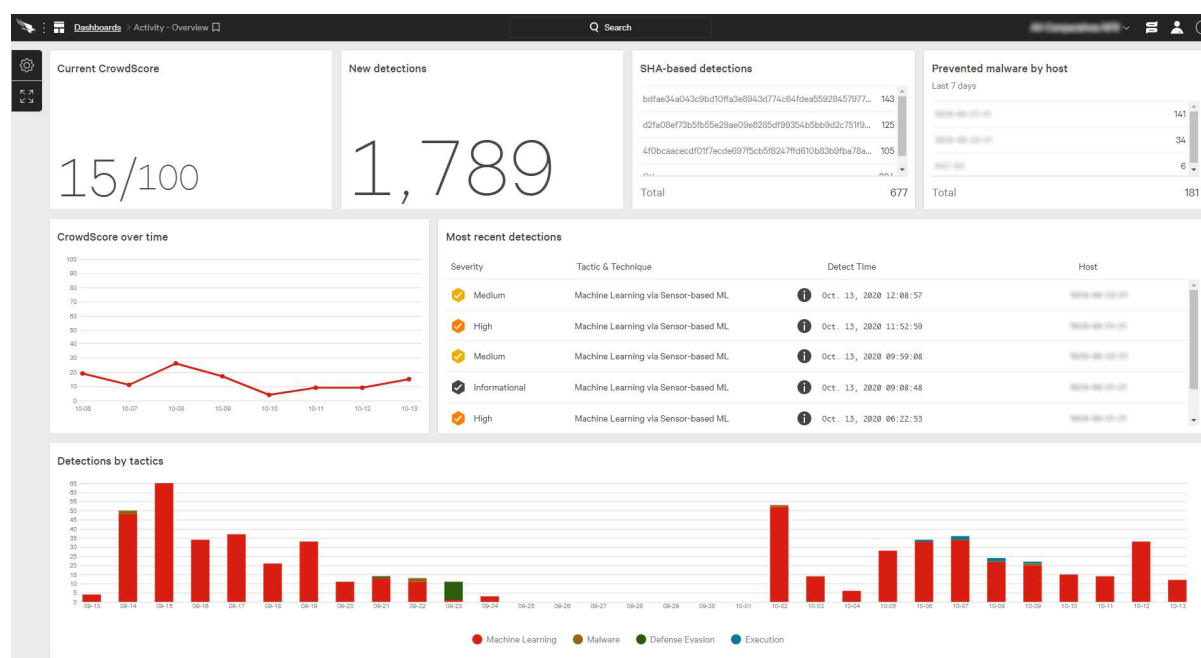 Dashboards > Activity - Overview
Search
Current CrowdScore
15/100
New detections
1,789
SHA-based detections
bdfae34a043c9bd10ffa3e8943d774c64fdea55928457977... 143
d2fa08ef73b5fb55e29ae09e8285df99354b5bb9d2c751f9... 125
4f0bcaacecdf01f7ecde697f5cb5f8247ffd610b83b9fba78a... 105
Total 677
Prevented malware by host
Last 7 days
141
34
6
Total 181
CrowdScore over time
100
90
80
70
60
50
40
30
20
10
0
10-06 10-07 10-08 10-09 10-10 10-11 10-12 10-13
Most recent detections
Severity Tactic & Technique Detect Time Host
Medium Machine Learning via Sensor-based ML Oct. 13, 2020 12:08:57
High Machine Learning via Sensor-based ML Oct. 13, 2020 11:52:59
Medium Machine Learning via Sensor-based ML Oct. 13, 2020 09:59:08
Informational Machine Learning via Sensor-based ML Oct. 13, 2020 09:08:48
High Machine Learning via Sensor-based ML Oct. 13, 2020 06:22:53
Detections by tactics
65
60
55
50
45
40
35
30
25
20
15
10
5
0
09-13 09-14 09-15 09-16 09-17 09-18 09-19 09-20 09-21 09-22 09-23 09-24 09-25 09-26 09-27 09-28 09-29 09-30 10-01 10-02 10-03 10-04 10-05 10-06 10-07 10-08 10-09 10-10 10-11 10-12 10-13
Machine Learning Malware Defense Evasion Execution